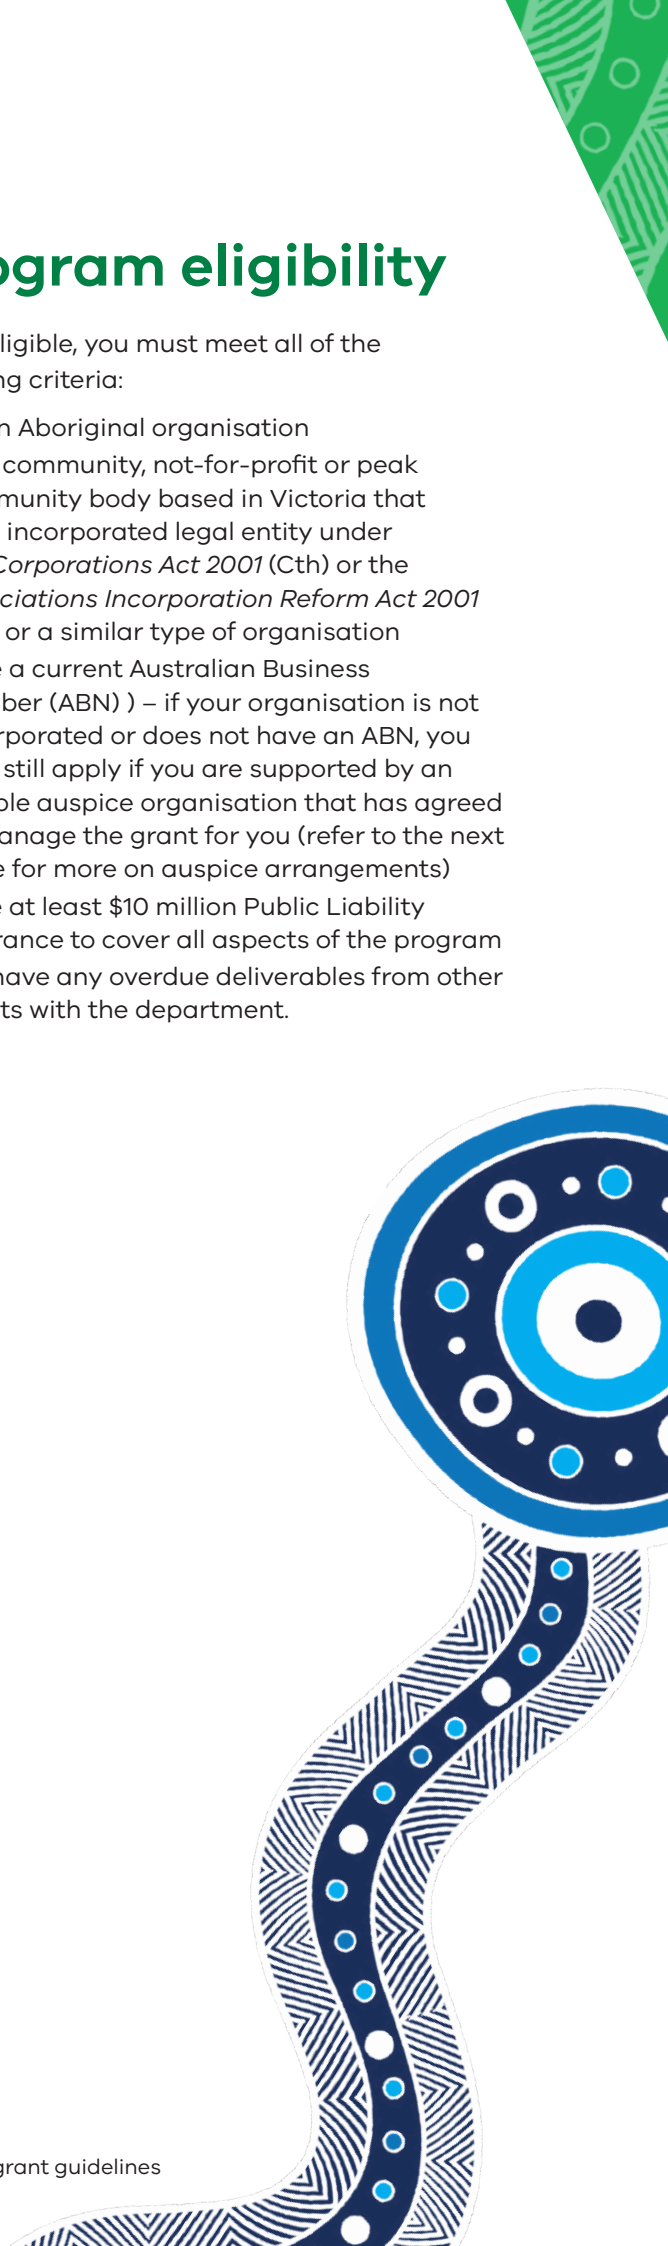 ogram eligibility
ligible, you must meet all of the
ng criteria:
n Aboriginal organisation
community, not-for-profit or peak
munity body based in Victoria that
incorporated legal entity under
Corporations Act 2001 (Cth) or the
ciations Incorporation Reform Act 2001
or a similar type of organisation
e a current Australian Business
ber (ABN) ) – if your organisation is not
rporated or does not have an ABN, you
still apply if you are supported by an
ble auspice organisation that has agreed
anage the grant for you (refer to the next
e for more on auspice arrangements)
e at least $10 million Public Liability
rance to cover all aspects of the program
have any overdue deliverables from other
ts with the department.
grant guidelines